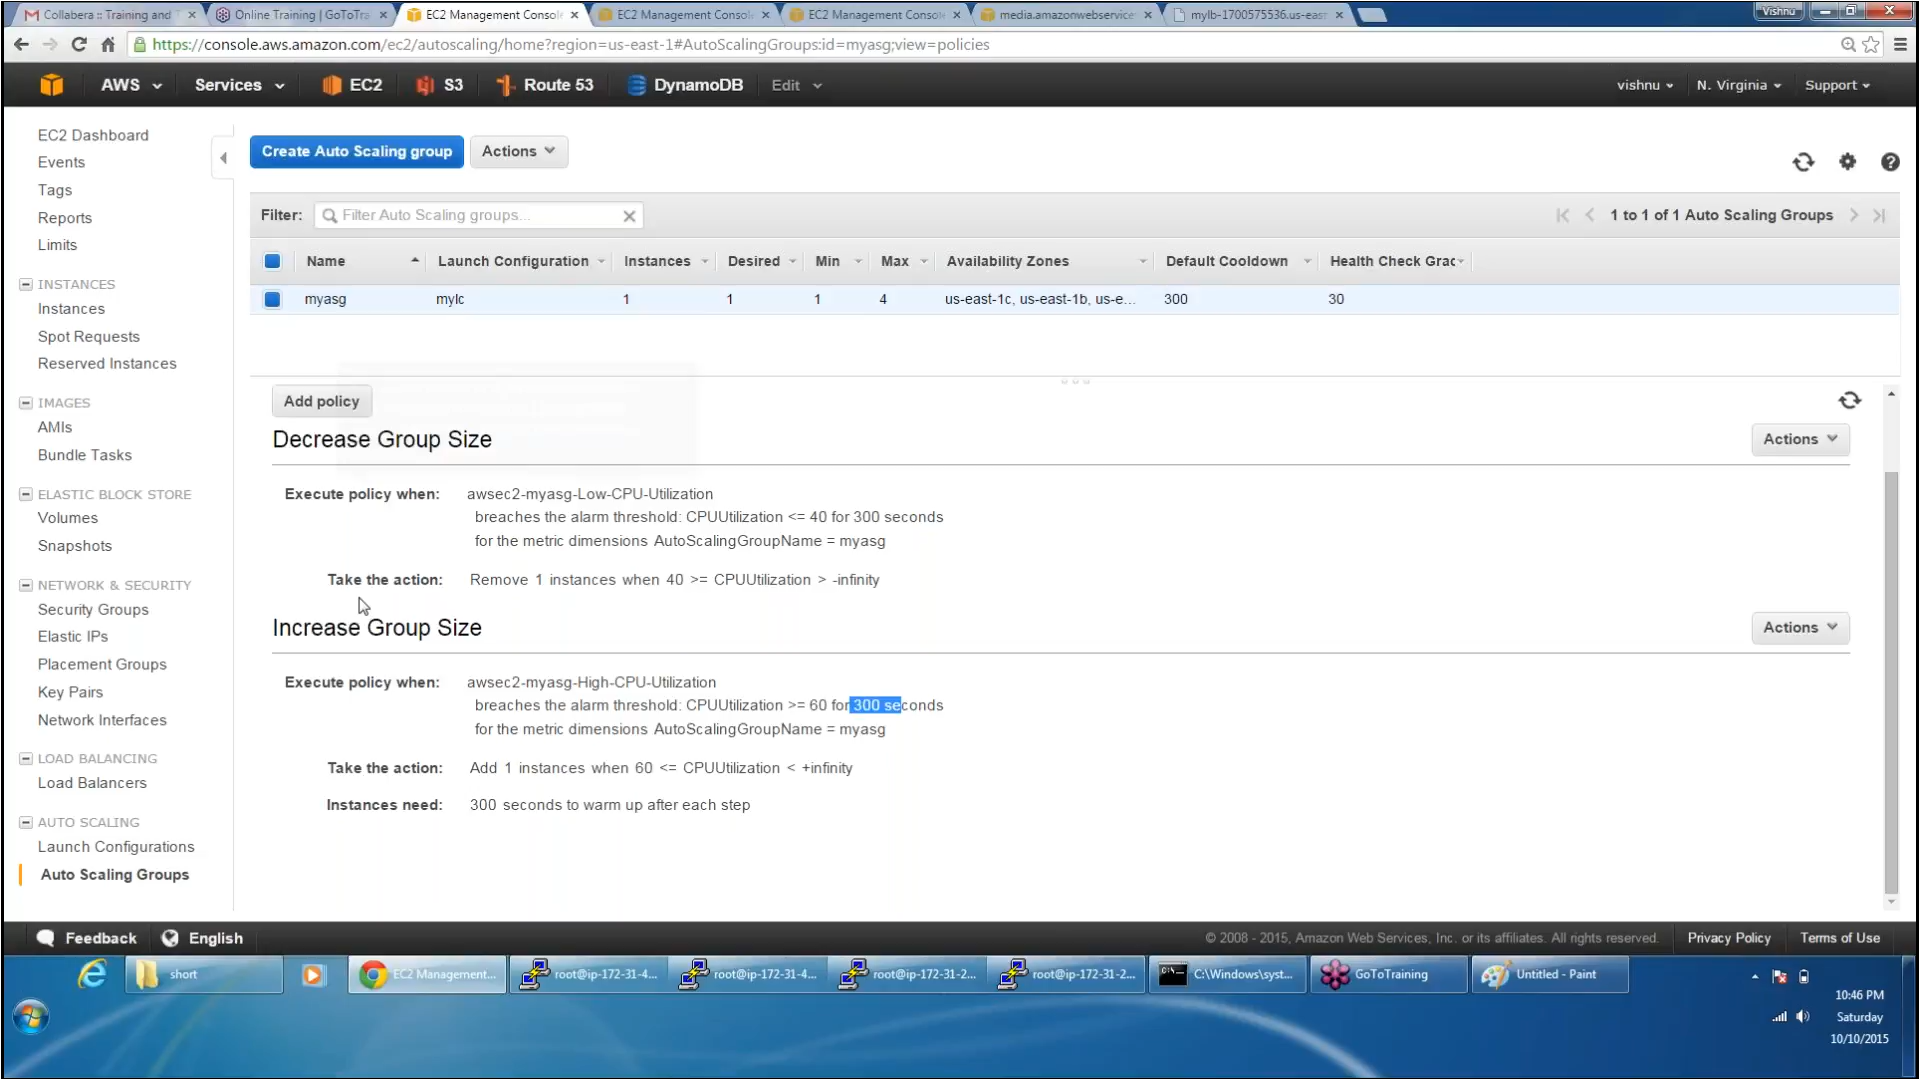 Collabera :: Training and T
Online Training | GoToTra
EC2 Management Conso
EC2 Management Consol
EC2 Management Consol
media.amazonwebservice
mylb-1700575536.us-east
Vishnu
https://console.aws.amazon.com/ec2/autoscaling/home?region=us-east-1#AutoScalingGroups:id=myasg;view=policies
AWS
Services
EC2
S3
Route 53
DynamoDB
Edit
vishnu
N. Virginia
Support
EC2 Dashboard
Events
Tags
Reports
Limits
INSTANCES
Instances
Spot Requests
Reserved Instances
IMAGES
AMIs
Bundle Tasks
ELASTIC BLOCK STORE
Volumes
Snapshots
NETWORK & SECURITY
Security Groups
Elastic IPs
Placement Groups
Key Pairs
Network Interfaces
LOAD BALANCING
Load Balancers
AUTO SCALING
Launch Configurations
Auto Scaling Groups
Create Auto Scaling group
Actions
Filter:
Filter Auto Scaling groups...
1 to 1 of 1 Auto Scaling Groups
Name
Launch Configuration
Instances
Desired
Min
Max
Availability Zones
Default Cooldown
Health Check Grac
myasg
mylc
1
1
1
4
us-east-1c, us-east-1b, us-e...
300
30
Add policy
Decrease Group Size
Actions
Execute policy when: awsec2-myasg-Low-CPU-Utilization
breaches the alarm threshold: CPUUtilization <= 40 for 300 seconds
for the metric dimensions AutoScalingGroupName = myasg
Take the action: Remove 1 instances when 40 >= CPUUtilization > -infinity
Increase Group Size
Actions
Execute policy when: awsec2-myasg-High-CPU-Utilization
breaches the alarm threshold: CPUUtilization >= 60 for 300 seconds
for the metric dimensions AutoScalingGroupName = myasg
Take the action: Add 1 instances when 60 <= CPUUtilization < +infinity
Instances need: 300 seconds to warm up after each step
Feedback
English
© 2008 - 2015, Amazon Web Services, Inc. or its affiliates. All rights reserved.
Privacy Policy
Terms of Use
short
EC2 Management...
root@ip-172-31-4...
root@ip-172-31-4...
root@ip-172-31-2...
root@ip-172-31-2...
C:\Windows\syst...
GoToTraining
Untitled - Paint
10:46 PM
Saturday
10/10/2015